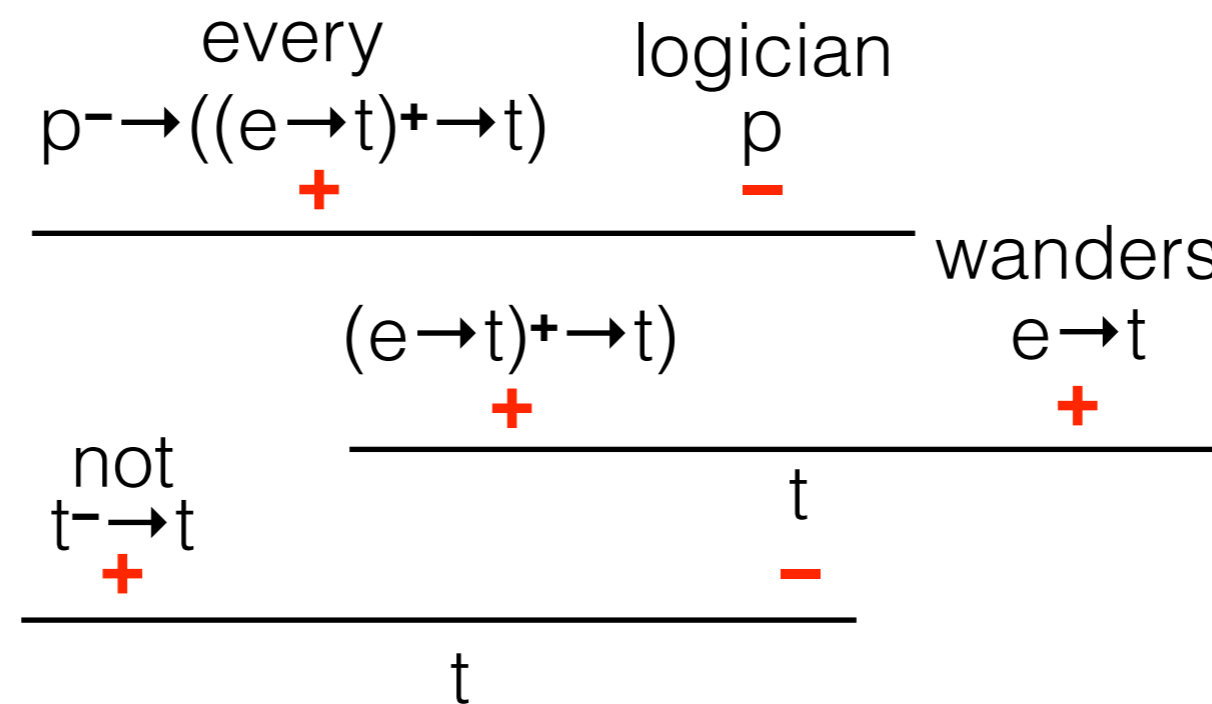 every logician
p⁻→((e→t)⁺→t) p
+ −
wanders
(e→t)⁺→t) e→t
+ +
not
t⁻→t t
+ −
t